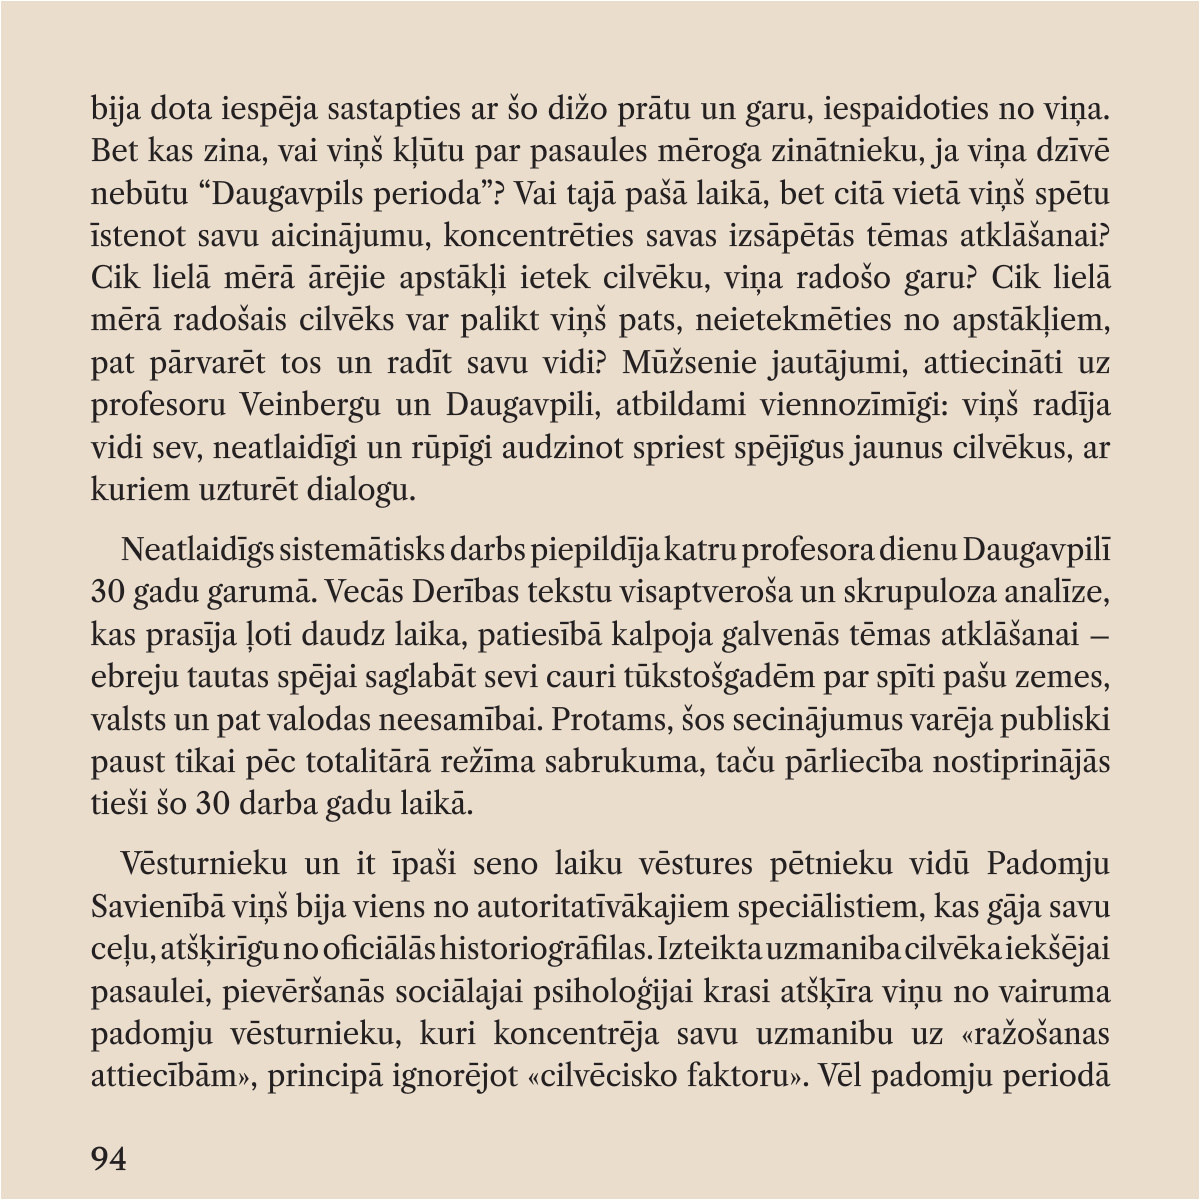 bija dota iespēja sastapties ar šo dižo prātu un garu, iespaidoties no viņa.
Bet kas zina, vai viņš kļūtu par pasaules mēroga zinātnieku, ja viņa dzīvē
nebūtu “Daugavpils perioda”? Vai tajā pašā laikā, bet citā vietā viņš spētu
īstenot savu aicinājumu, koncentrēties savas izsāpētās tēmas atklāšanai?
Cik lielā mērā ārējie apstākļi ietek cilvēku, viņa radošo garu? Cik lielā
mērā radošais cilvēks var palikt viņš pats, neietekmēties no apstākļiem,
pat pārvarēt tos un radīt savu vidi? Mūžsenie jautājumi, attiecināti uz
profesoru Veinbergu un Daugavpili, atbildami viennozīmīgi: viņš radīja
vidi sev, neatlaidīgi un rūpīgi audzinot spriest spējīgus jaunus cilvēkus, ar
kuriem uzturēt dialogu.
Neatlaidīgs sistemātisks darbs piepildīja katru profesora dienu Daugavpilī
30 gadu garumā. Vecās Derības tekstu visaptveroša un skrupuloza analīze,
kas prasīja ļoti daudz laika, patiesībā kalpoja galvenās tēmas atklāšanai –
ebreju tautas spējai saglabāt sevi cauri tūkstošgadēm par spīti pašu zemes,
valsts un pat valodas neesamībai. Protams, šos secinājumus varēja publiski
paust tikai pēc totalitārā režīma sabrukuma, taču pārliecība nostiprinājās
tieši šo 30 darba gadu laikā.
Vēsturnieku un it īpaši seno laiku vēstures pētnieku vidū Padomju
Savienībā viņš bija viens no autoritatīvākajiem speciālistiem, kas gāja savu
ceļu, atšķirīgu no oficiālās historiogrāfilas. Izteikta uzmaniba cilvēka iekšējai
pasaulei, pievēršanās sociālajai psiholoģijai krasi atšķīra viņu no vairuma
padomju vēsturnieku, kuri koncentrēja savu uzmanibu uz «ražošanas
attiecībām», principā ignorējot «cilvēcisko faktoru». Vēl padomju periodā
94